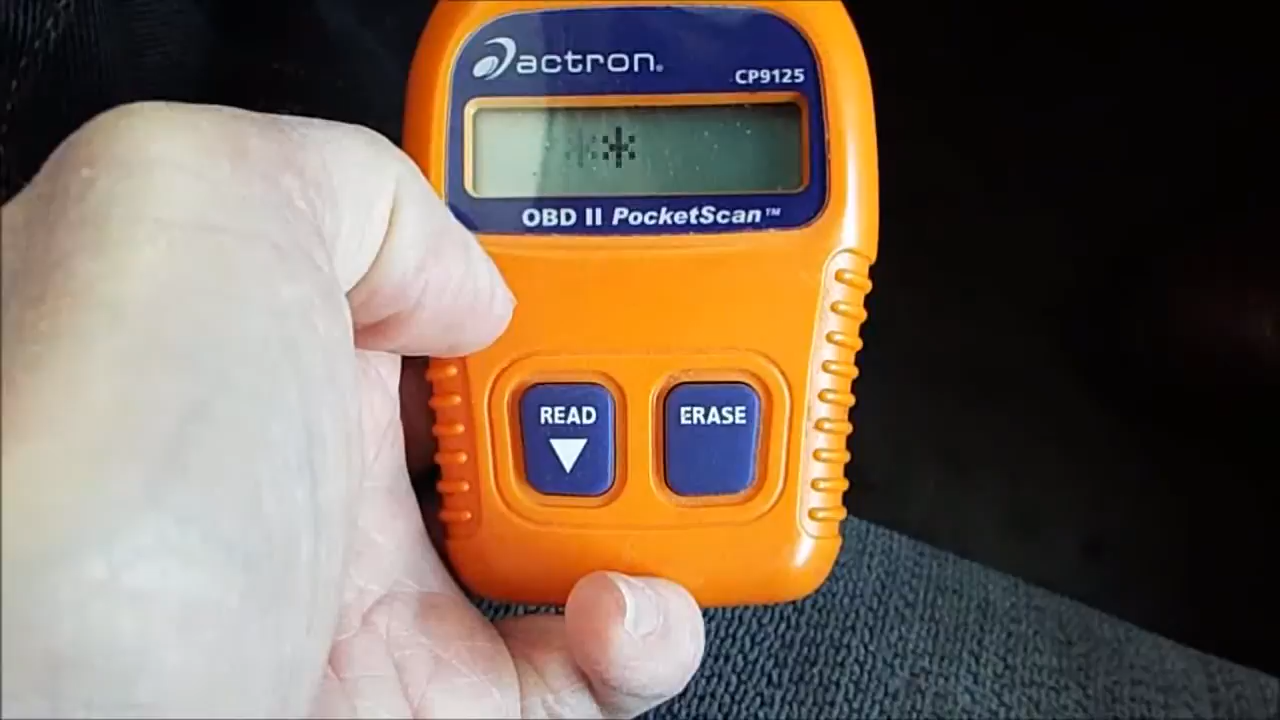 actron®
CP9125
**
OBD II PocketScan™
READ
ERASE